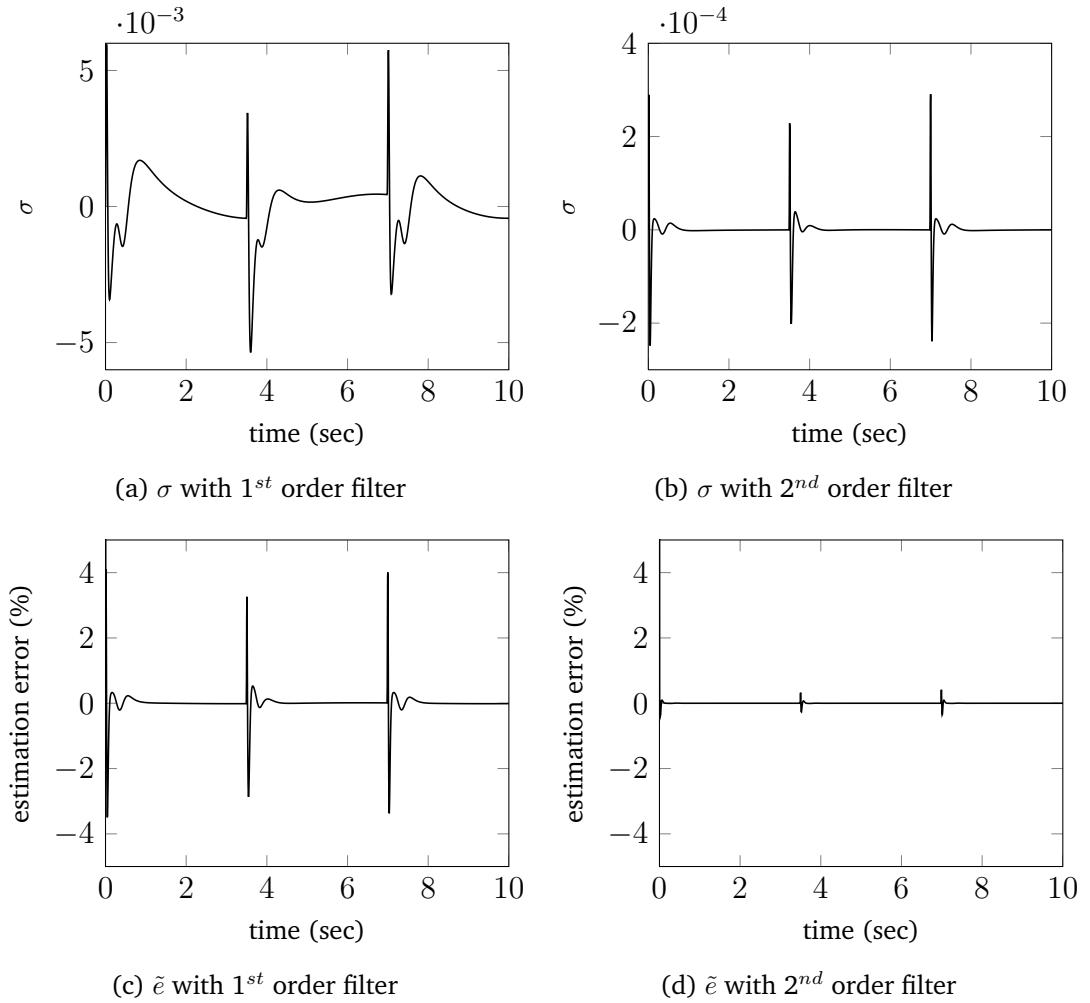 ·10⁻³
5
0
−5
σ
0 2 4 6 8 10
time (sec)
(a) σ with 1ˢᵗ order filter
·10⁻⁴
4
2
0
−2
σ
0 2 4 6 8 10
time (sec)
(b) σ with 2ⁿᵈ order filter
4
2
0
−2
−4
estimation error (%)
0 2 4 6 8 10
time (sec)
(c) ẽ with 1ˢᵗ order filter
4
2
0
−2
−4
estimation error (%)
0 2 4 6 8 10
time (sec)
(d) ẽ with 2ⁿᵈ order filter